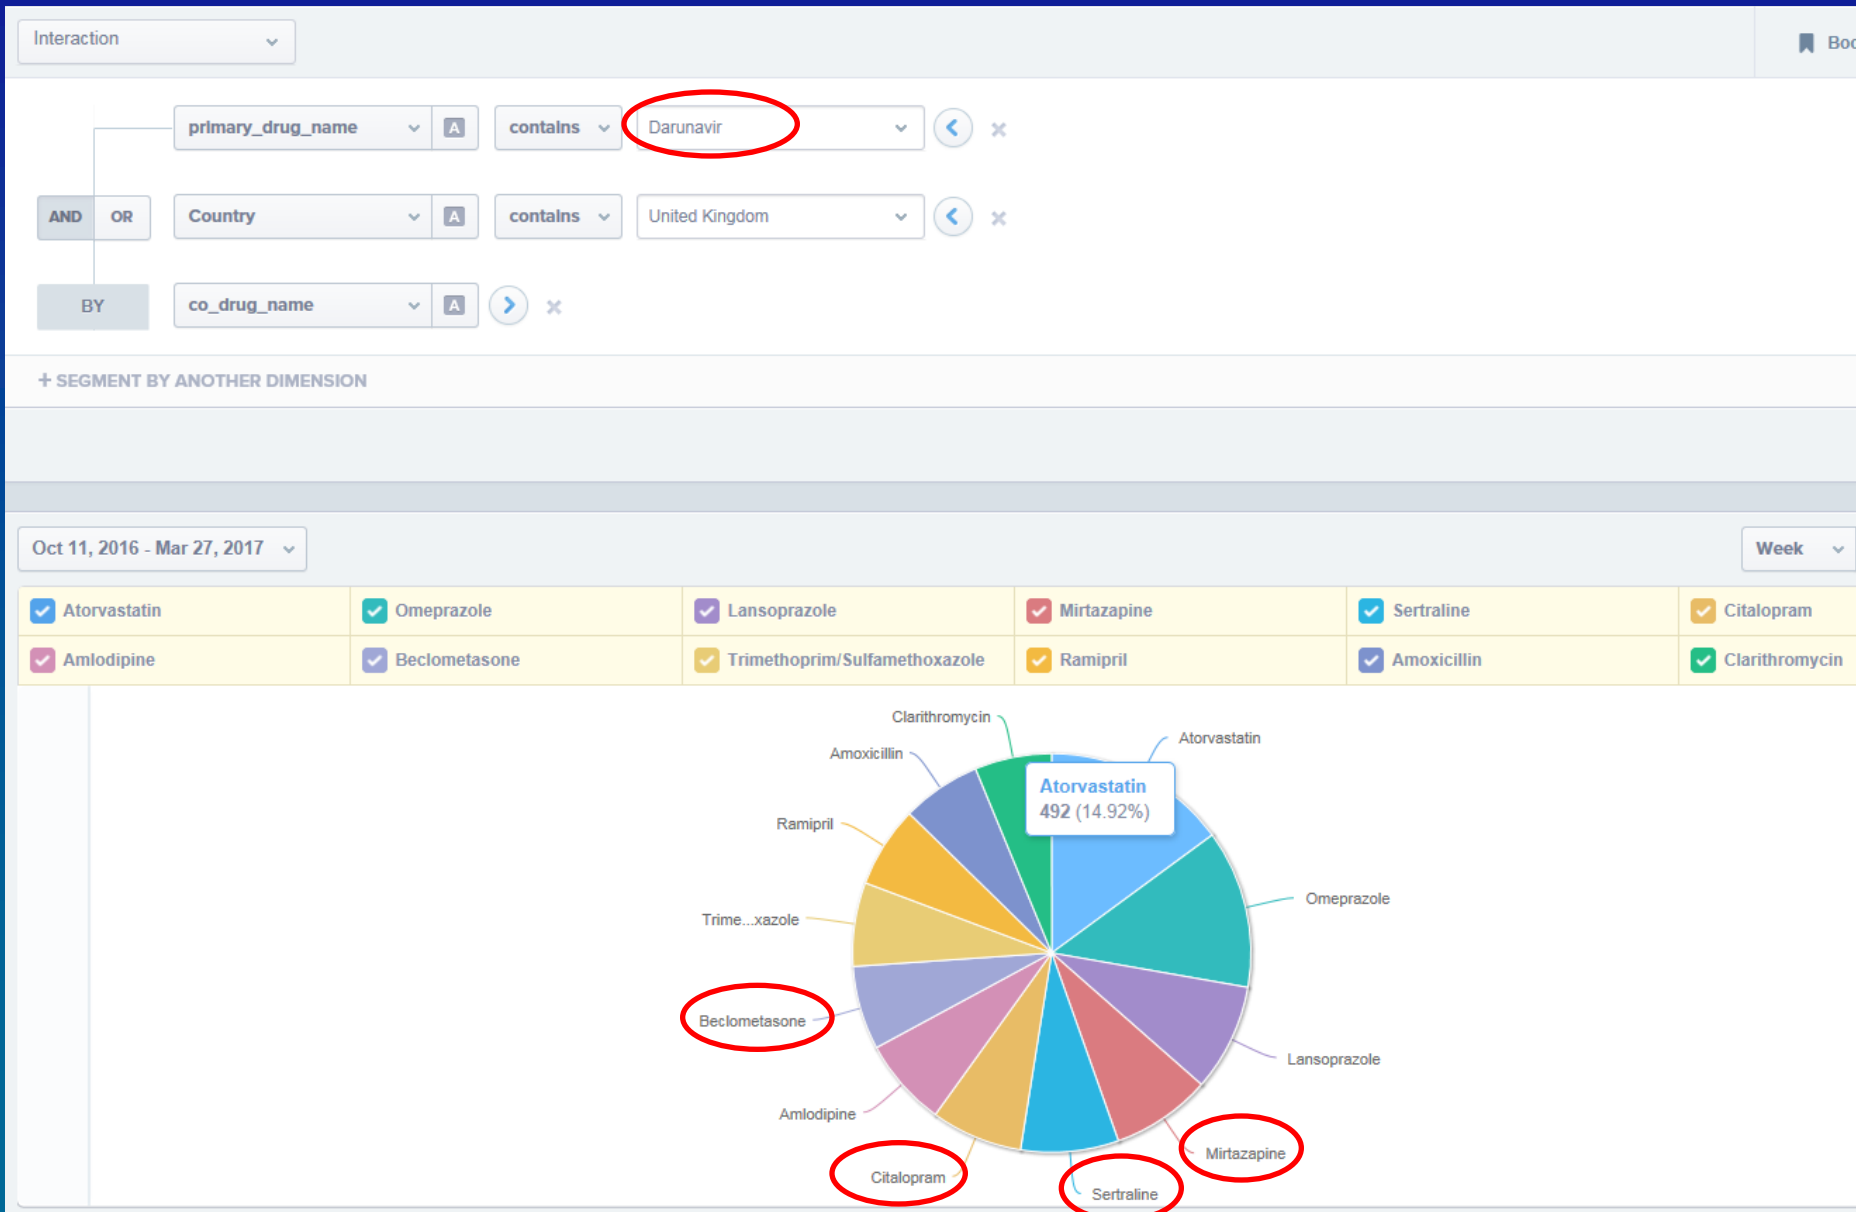 Interaction
Boo
primary_drug_name A contains Darunavir
AND OR Country A contains United Kingdom
BY co_drug_name A
+ SEGMENT BY ANOTHER DIMENSION
Oct 11, 2016 - Mar 27, 2017
Week
Atorvastatin Omeprazole Lansoprazole Mirtazapine Sertraline Citalopram
Amlodipine Beclometasone Trimethoprim/Sulfamethoxazole Ramipril Amoxicillin Clarithromycin
Clarithromycin
Atorvastatin
Amoxicillin
Atorvastatin
492 (14.92%)
Ramipril
Omeprazole
Trime...xazole
Beclometasone
Lansoprazole
Amlodipine
Mirtazapine
Citalopram
Sertraline